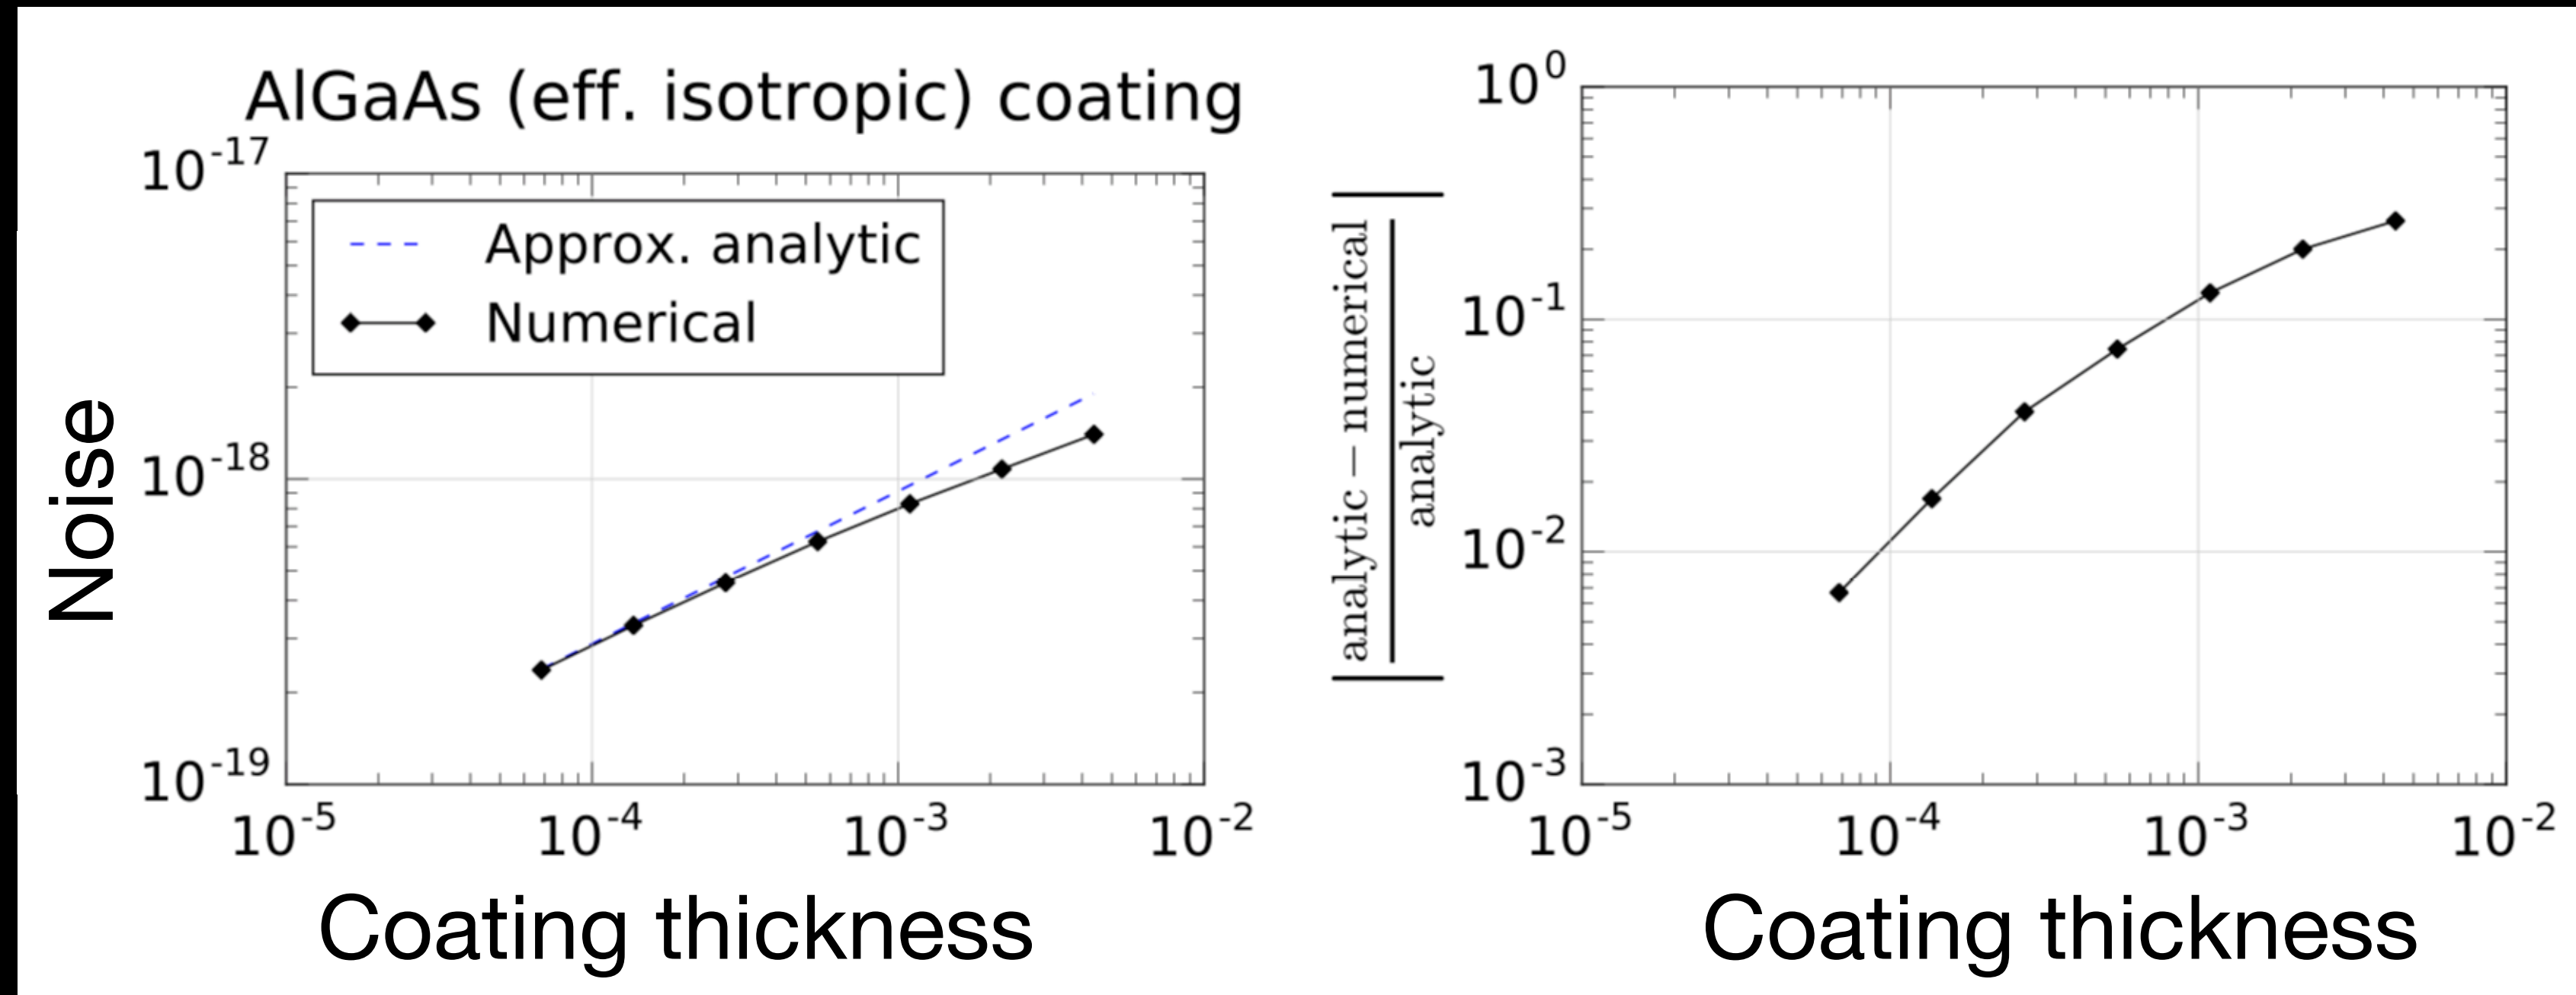 AlGaAs (eff. isotropic) coating
10-17
Approx. analytic
Numerical
10-18
10-19
Noise
10-5 10-4 10-3 10-2
Coating thickness
100
10-1
10-2
10-3
analytic − numerical
analytic
10-5 10-4 10-3 10-2
Coating thickness